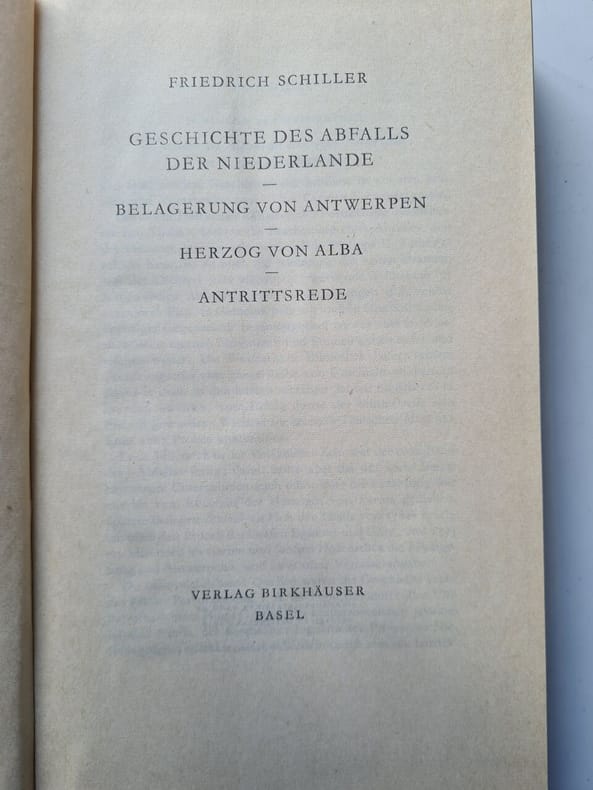 FRIEDRICH SCHILLER
GESCHICHTE DES ABFALLS
DER NIEDERLANDE
—
BELAGERUNG VON ANTWERPEN
—
HERZOG VON ALBA
—
ANTRITTSREDE
VERLAG BIRKHÄUSER
BASEL